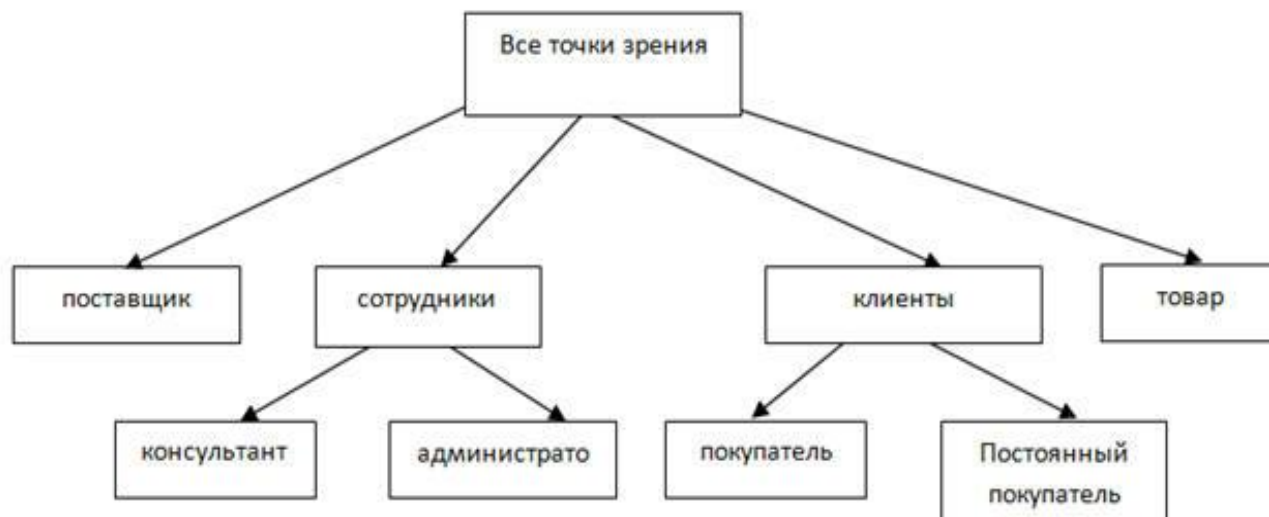 Все точки зрения
поставщик
сотрудники
клиенты
товар
консультант
администрато
покупатель
Постоянный
покупатель